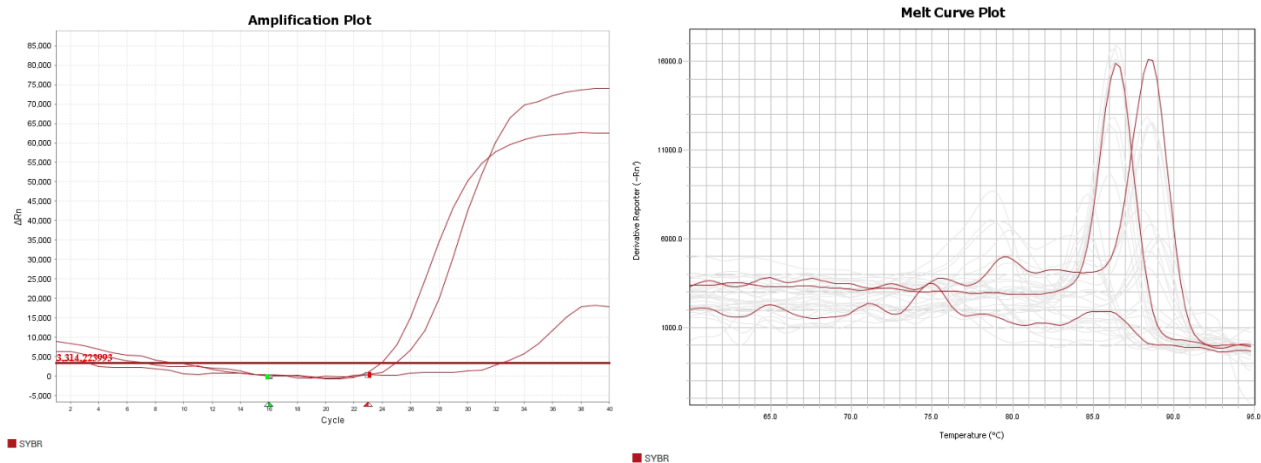 Amplification Plot
85,000
80,000
75,000
70,000
65,000
60,000
55,000
50,000
45,000
40,000
35,000
30,000
25,000
20,000
15,000
10,000
5,000
0
-5,000
ΔRn
3,314.223993
2 4 6 8 10 12 14 16 18 20 22 24 26 28 30 32 34 36 38 40
Cycle
SYBR
Melt Curve Plot
16000.0
11000.0
6000.0
1000.0
Derivative Reporter (-Rn')
65.0 70.0 75.0 80.0 85.0 90.0 95.0
Temperature (°C)
SYBR